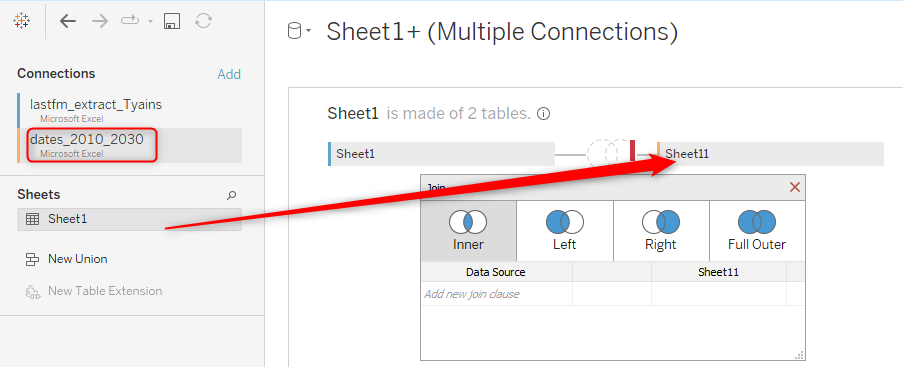 Sheet1+ (Multiple Connections)
Connections Add
lastfm_extract_Tyains
Microsoft Excel
dates_2010_2030
Microsoft Excel
Sheets
Sheet1
New Union
New Table Extension
Sheet1 is made of 2 tables.
Sheet1 Sheet11
Join
Inner Left Right Full Outer
Data Source Sheet11
Add new join clause